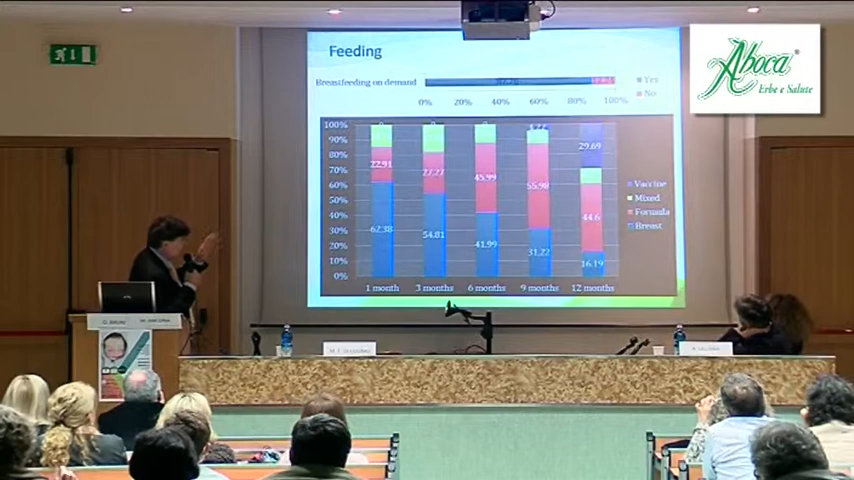 Feeding
Aboca®
Erbe e Salute
Breastfeeding on demand
Yes
No
0% 20% 40% 60% 80% 100%
100%
90%
80%
70%
60%
50%
40%
30%
20%
10%
0%
22.91
62.38
27.27
54.81
45.99
41.99
55.98
31.22
29.69
44.6
16.19
Vaccine
Mixed
Formula
Breast
1 month 3 months 6 months 9 months 12 months